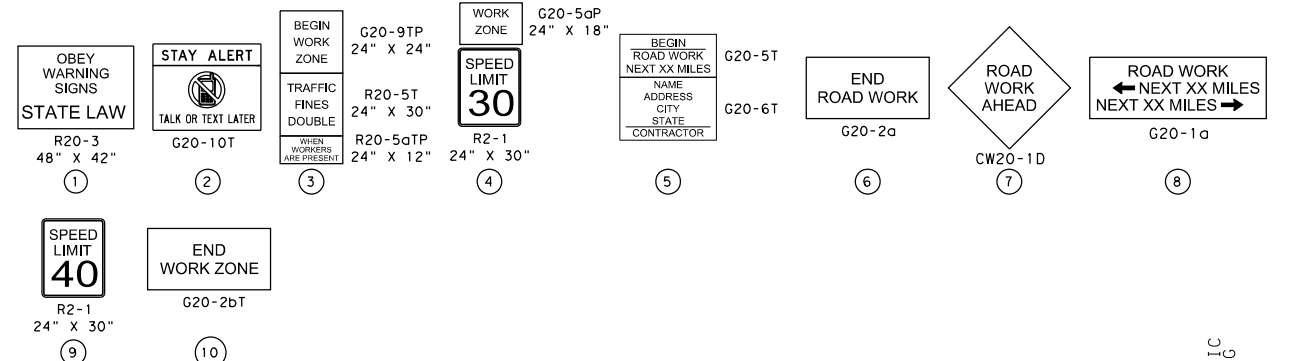 OBEY
WARNING
SIGNS
STATE LAW
R20-3
48" X 42"
1
STAY ALERT
TALK OR TEXT LATER
G20-10T
2
BEGIN
WORK
ZONE
G20-9TP
24" X 24"
TRAFFIC
FINES
DOUBLE
R20-5T
24" X 30"
WHEN
WORKERS
ARE PRESENT
R20-5aTP
24" X 12"
3
WORK
ZONE
G20-5aP
24" X 18"
SPEED
LIMIT
30
R2-1
24" X 30"
4
BEGIN
ROAD WORK
NEXT XX MILES
G20-5T
NAME
ADDRESS
CITY
STATE
CONTRACTOR
G20-6T
5
END
ROAD WORK
G20-2a
6
ROAD
WORK
AHEAD
CW20-1D
7
ROAD WORK
← NEXT XX MILES
NEXT XX MILES →
G20-1a
8
SPEED
LIMIT
40
R2-1
24" X 30"
9
END
WORK ZONE
G20-2bT
10
IC
G